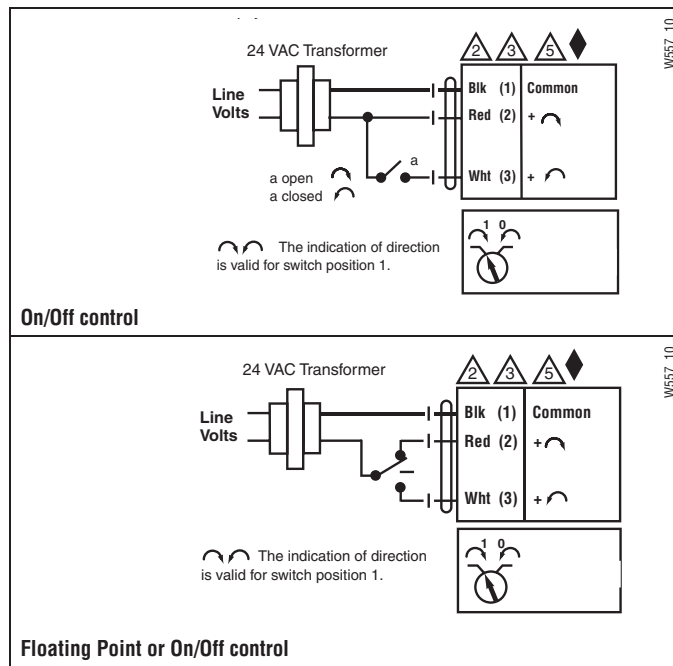 24 VAC Transformer
2 3 5
Line
Volts
Blk (1) Common
Red (2) +
a
Wht (3) +
a open
a closed
1 0
The indication of direction
is valid for switch position 1.
On/Off control
W557_10
24 VAC Transformer
2 3 5
Line
Volts
Blk (1) Common
Red (2) +
Wht (3) +
1 0
The indication of direction
is valid for switch position 1.
Floating Point or On/Off control
W557_10